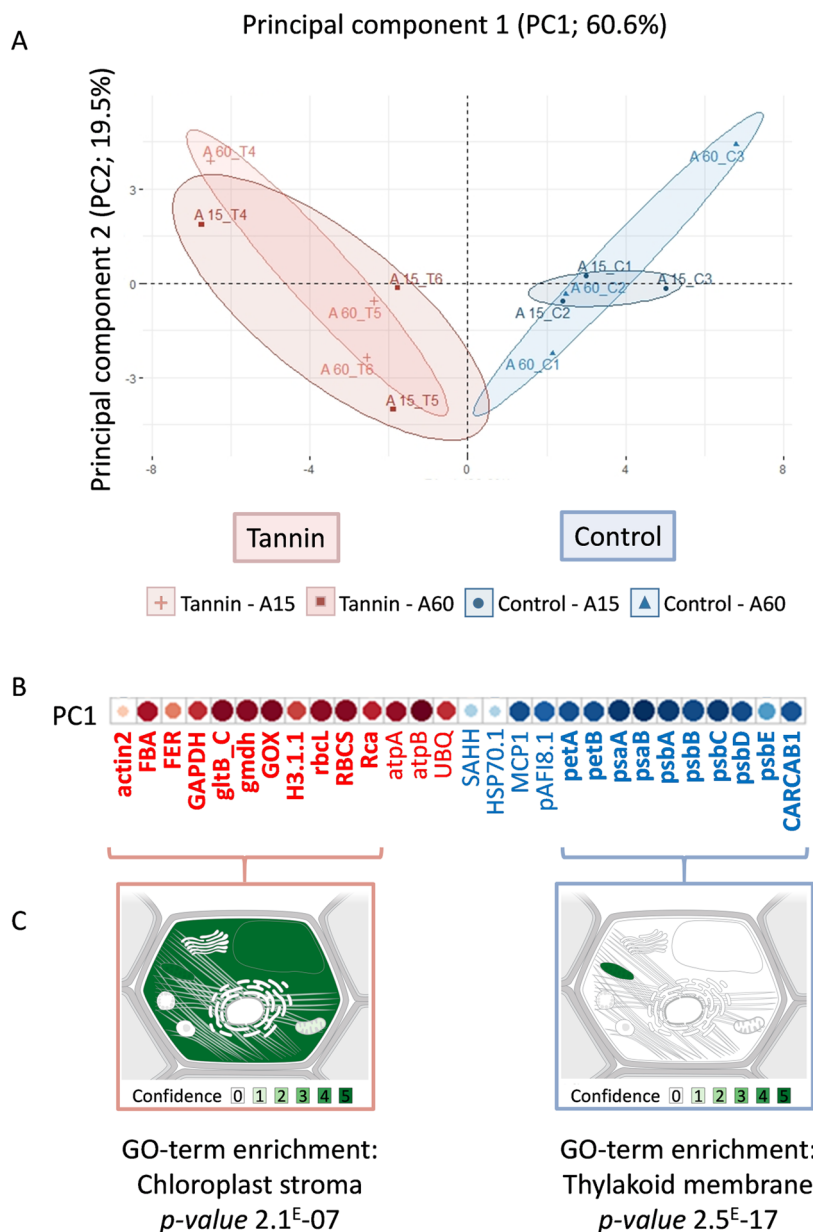 Principal component 1 (PC1; 60.6%)
A
Principal component 2 (PC2; 19.5%)
A 60_T4
A 60_C3
3
A 15_T4
A 15_C1
A 15_T6
A 15_C3
0
A 60_C2
A 60_T5
A 15_C2
A 60_T6
A 60_C1
-3
A 15_T5
-8
-4
0
4
8
Tannin
Control
Tannin - A15
Tannin - A60
Control - A15
Control - A60
B
PC1
actin2
FBA
FER
GAPDH
gltB_C
gmdh
GOX
H3.1.1
rbcL
RBCS
Rca
atpA
atpB
UBQ
SAHH
HSP70.1
MCP1
pAFI8.1
petA
petB
psaA
psaB
psbA
psbB
psbC
psbD
psbE
CARCAB1
C
Confidence 0 1 2 3 4 5
Confidence 0 1 2 3 4 5
GO-term enrichment:
Chloroplast stroma
p-value 2.1E-07
GO-term enrichment:
Thylakoid membrane
p-value 2.5E-17